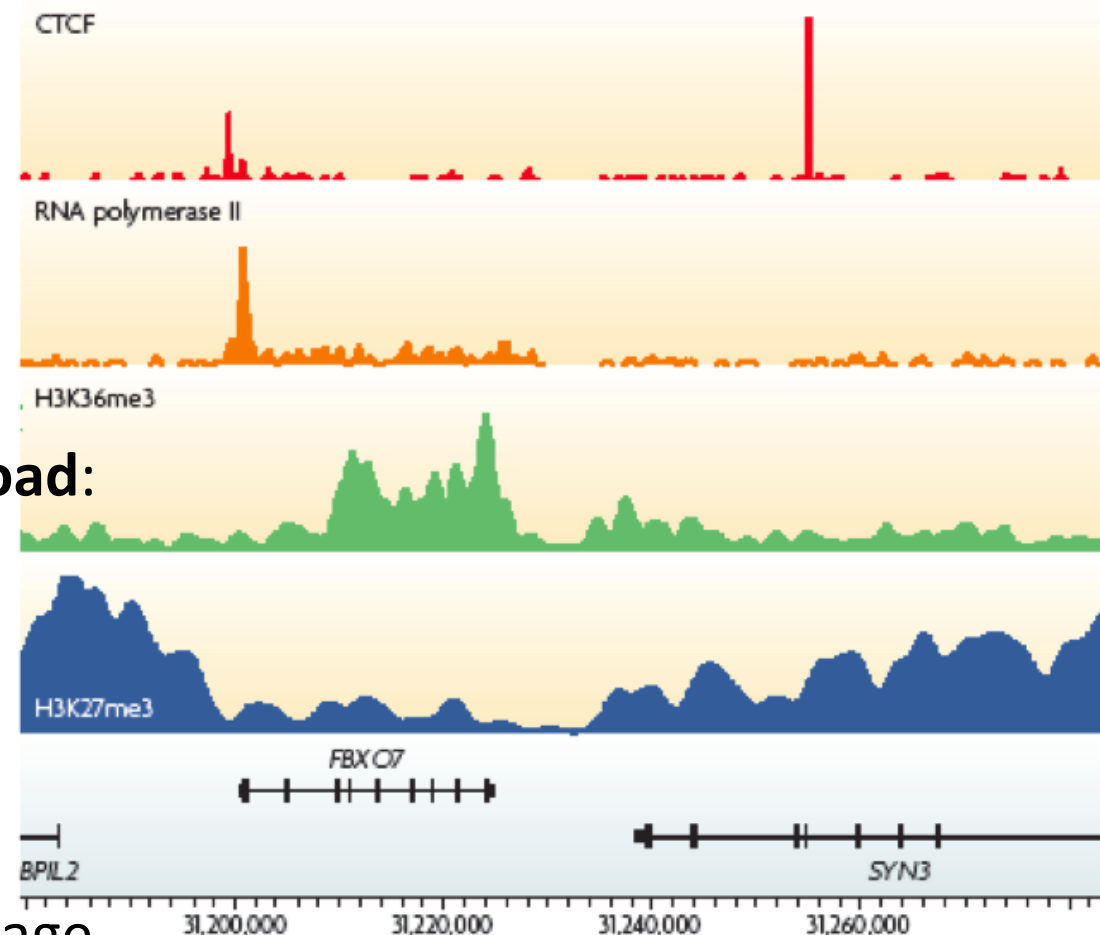 CTCF
RNA polymerase II
H3K36me3
oad:
H3K27me3
FBXO7
BPIL2
SYN3
31,200,000 31,220,000 31,240,000 31,260,000
age